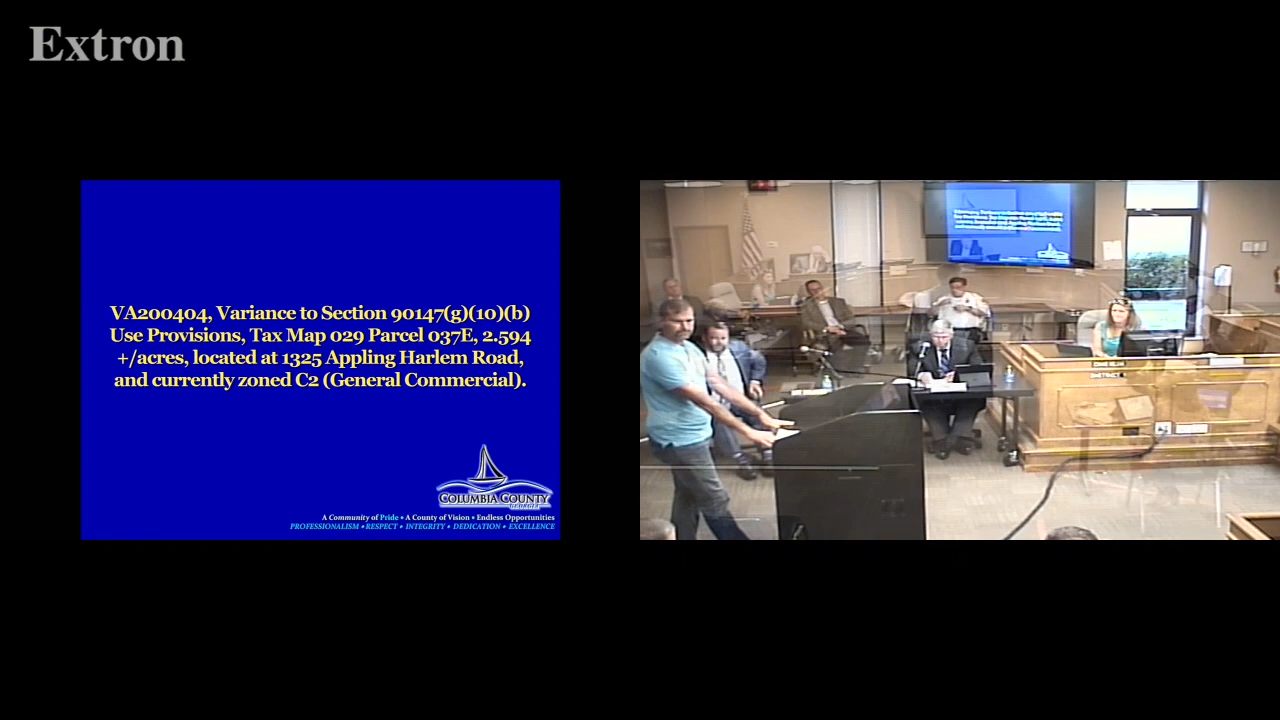 Extron
VA200404, Variance to Section 90147(g)(10)(b)
Use Provisions, Tax Map 029 Parcel 037E, 2.594
+/acres, located at 1325 Appling Harlem Road,
and currently zoned C2 (General Commercial).
COLUMBIA COUNTY
GEORGIA
A Community of Pride • A County of Vision • Endless Opportunities
PROFESSIONALISM • RESPECT • INTEGRITY • DEDICATION • EXCELLENCE